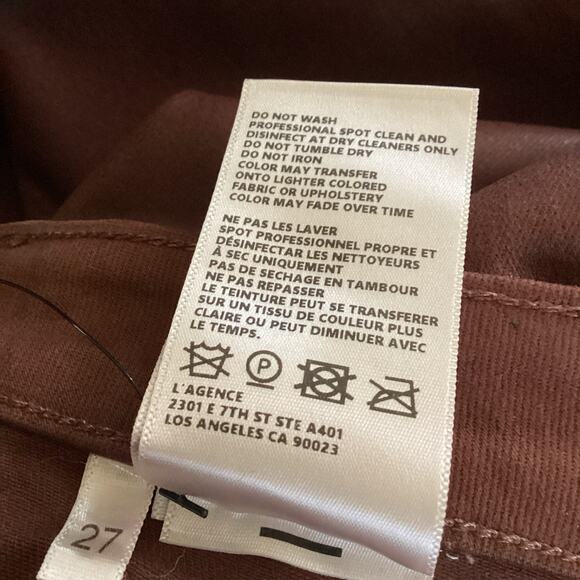 DO NOT WASH
PROFESSIONAL SPOT CLEAN AND
DISINFECT AT DRY CLEANERS ONLY
DO NOT TUMBLE DRY
DO NOT IRON
COLOR MAY TRANSFER
ONTO LIGHTER COLORED
FABRIC OR UPHOLSTERY
COLOR MAY FADE OVER TIME
NE PAS LES LAVER
SPOT PROFESSIONNEL PROPRE ET
DÉSINFECTAR LES NETTOYEURS
À SEC UNIQUEMENT
PAS DE SECHAGE EN TAMBOUR
NE PAS REPASSER
LE TEINTURE PEUT SE TRANSFERER
SUR UN TISSU DE COULEUR PLUS
CLAIRE OU PEUT DIMINUER AVEC
LE TEMPS.
P
L'AGENCE
2301 E 7TH ST STE A401
LOS ANGELES CA 90023
27